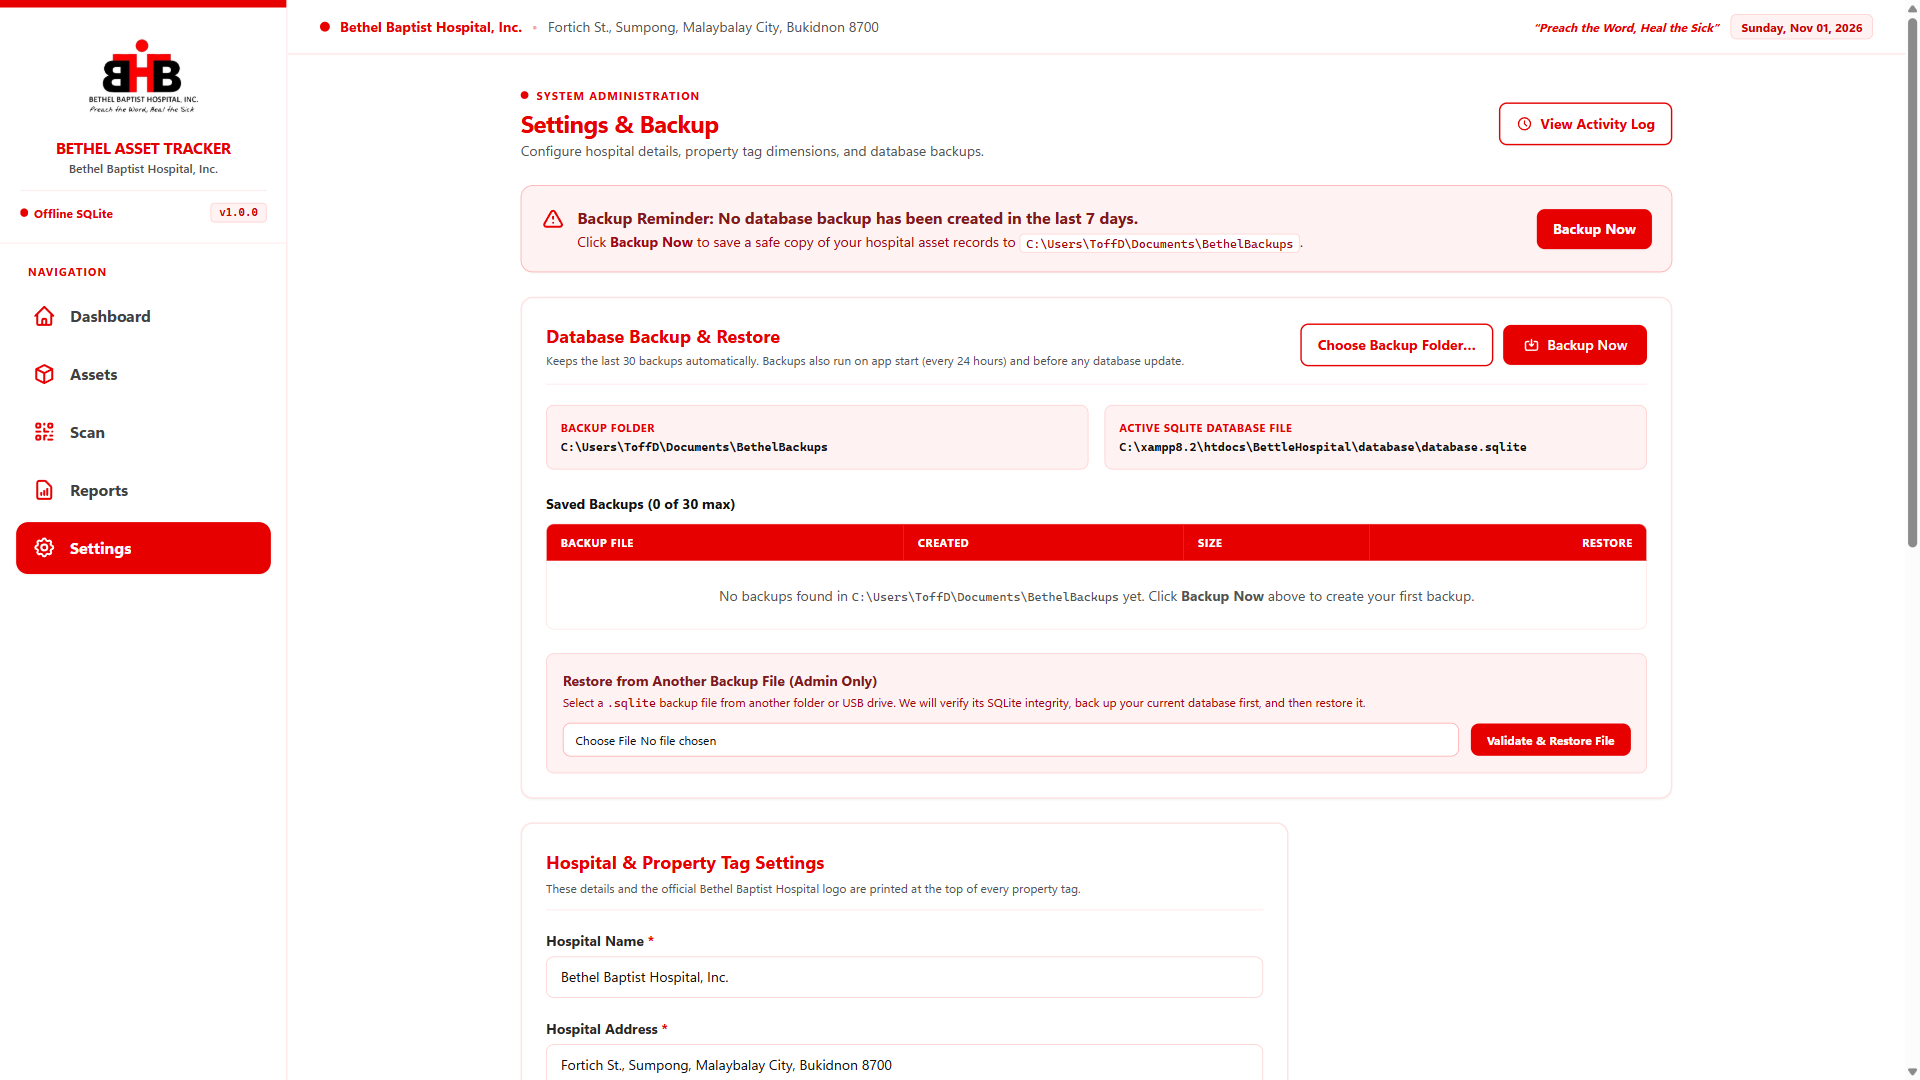 BHB
BETHEL BAPTIST HOSPITAL, INC.
Preach the Word, Heal the Sick
BETHEL ASSET TRACKER
Bethel Baptist Hospital, Inc.
Offline SQLite
v1.0.0
NAVIGATION
Dashboard
Assets
Scan
Reports
Settings
Bethel Baptist Hospital, Inc. • Fortich St., Sumpong, Malaybalay City, Bukidnon 8700
“Preach the Word, Heal the Sick”
Sunday, Nov 01, 2026
SYSTEM ADMINISTRATION
Settings & Backup
Configure hospital details, property tag dimensions, and database backups.
View Activity Log
Backup Reminder: No database backup has been created in the last 7 days.
Click Backup Now to save a safe copy of your hospital asset records to C:\Users\ToffD\Documents\BethelBackups.
Backup Now
Database Backup & Restore
Keeps the last 30 backups automatically. Backups also run on app start (every 24 hours) and before any database update.
Choose Backup Folder...
Backup Now
BACKUP FOLDER
C:\Users\ToffD\Documents\BethelBackups
ACTIVE SQLITE DATABASE FILE
C:\xampp8.2\htdocs\BettleHospital\database\database.sqlite
Saved Backups (0 of 30 max)
BACKUP FILE CREATED SIZE RESTORE
No backups found in C:\Users\ToffD\Documents\BethelBackups yet. Click Backup Now above to create your first backup.
Restore from Another Backup File (Admin Only)
Select a .sqlite backup file from another folder or USB drive. We will verify its SQLite integrity, back up your current database first, and then restore it.
Choose File No file chosen
Validate & Restore File
Hospital & Property Tag Settings
These details and the official Bethel Baptist Hospital logo are printed at the top of every property tag.
Hospital Name *
Bethel Baptist Hospital, Inc.
Hospital Address *
Fortich St., Sumpong, Malaybalay City, Bukidnon 8700